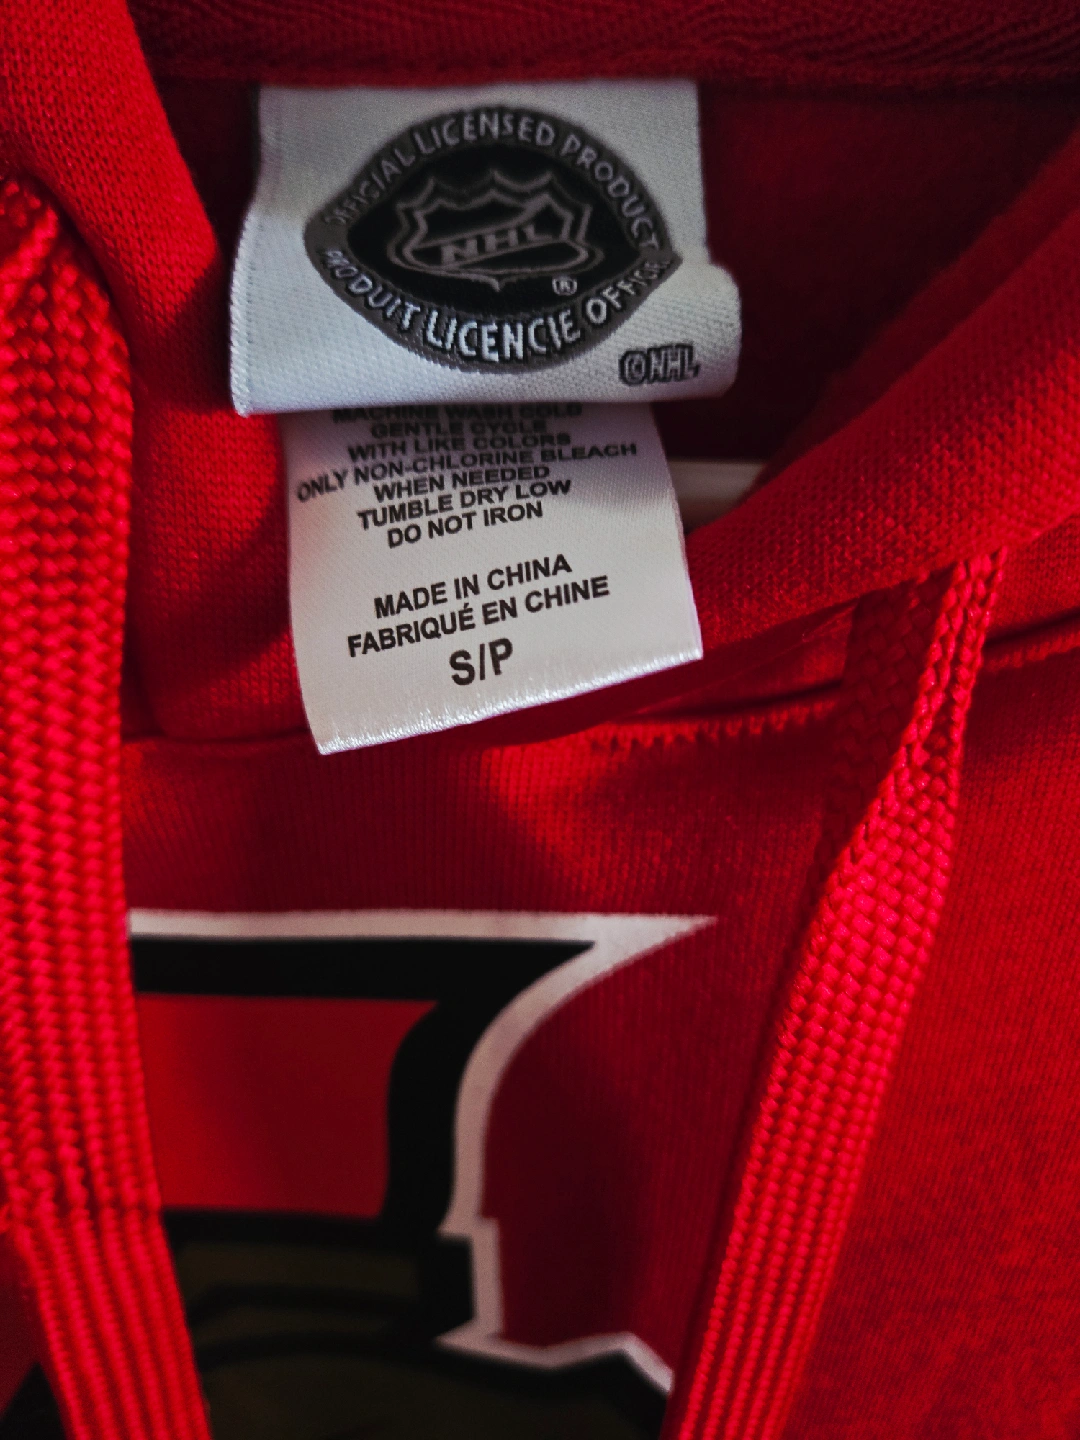 OFFICIAL LICENSED PRODUCT
NHL
®
PRODUIT LICENCIE OFFICIEL
©NHL
MACHINE WASH COLD
GENTLE CYCLE
WITH LIKE COLORS
ONLY NON-CHLORINE BLEACH
WHEN NEEDED
TUMBLE DRY LOW
DO NOT IRON
MADE IN CHINA
FABRIQUÉ EN CHINE
S/P